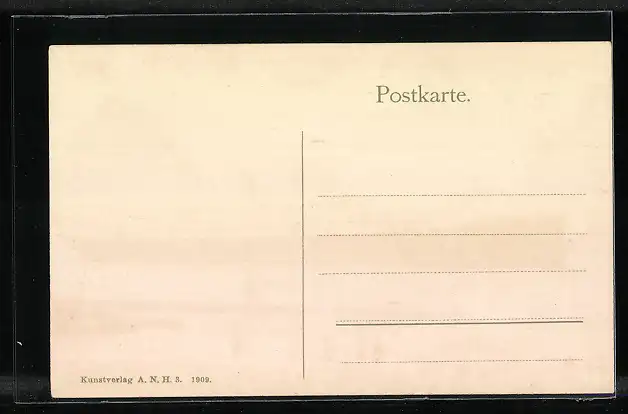 Postkarte.
Kunstverlag A. N. H. 3. 1909.